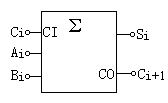 Ci CI Σ Si
Ai
Bi CO Ci+1